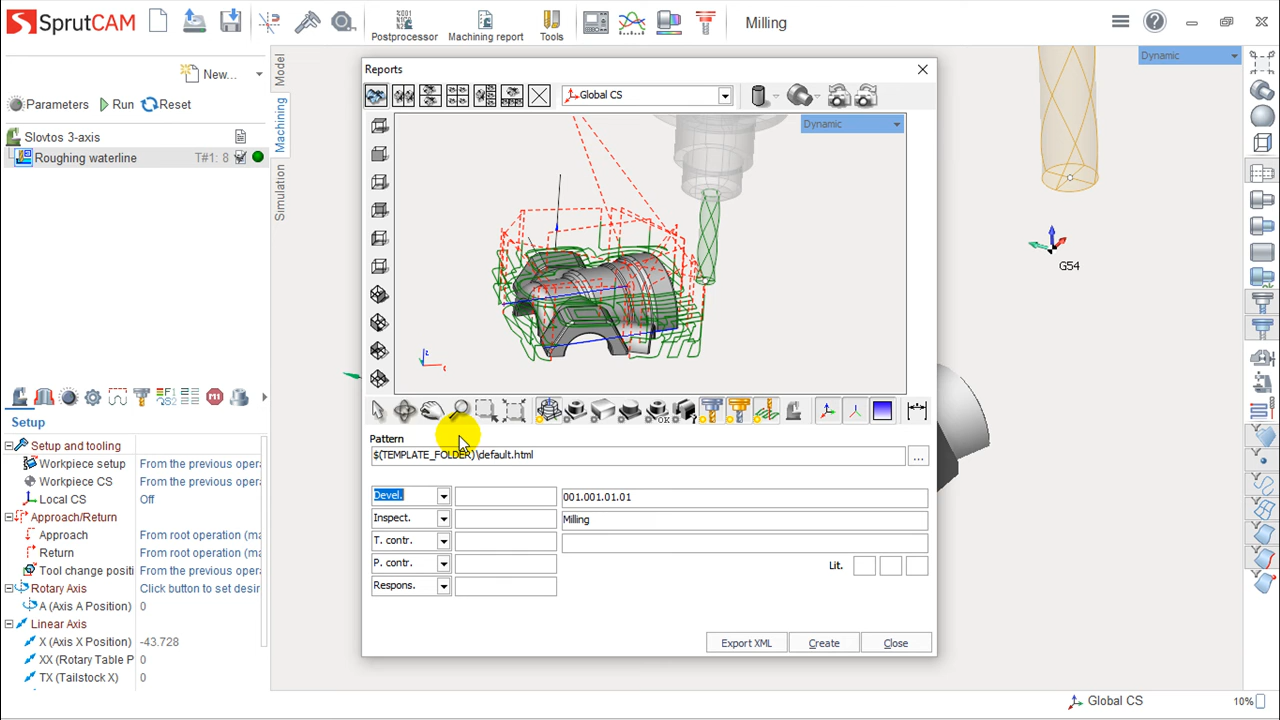 SprutCAM
Postprocessor
Machining report
Tools
Milling
New...
Parameters
Run
Reset
Slovtos 3-axis
Roughing waterline
T#1: 8
Model
Machining
Simulation
Reports
Global CS
Dynamic
Dynamic
G54
OK
Pattern
$(TEMPLATE_FOLDER)\default.html
...
Devel.
001.001.01.01
Inspect.
Milling
T. contr.
P. contr.
Lit.
Respons.
Export XML
Create
Close
Setup
Setup and tooling
Workpiece setup
From the previous opera
Workpiece CS
From the previous opera
Local CS
Off
Approach/Return
Approach
From root operation (ma
Return
From root operation (ma
Tool change positi
From the previous opera
Rotary Axis
Click button to set desir
A (Axis A Position)
0
Linear Axis
X (Axis X Position)
-43.728
XX (Rotary Table P
0
TX (Tailstock X)
0
Global CS
10%